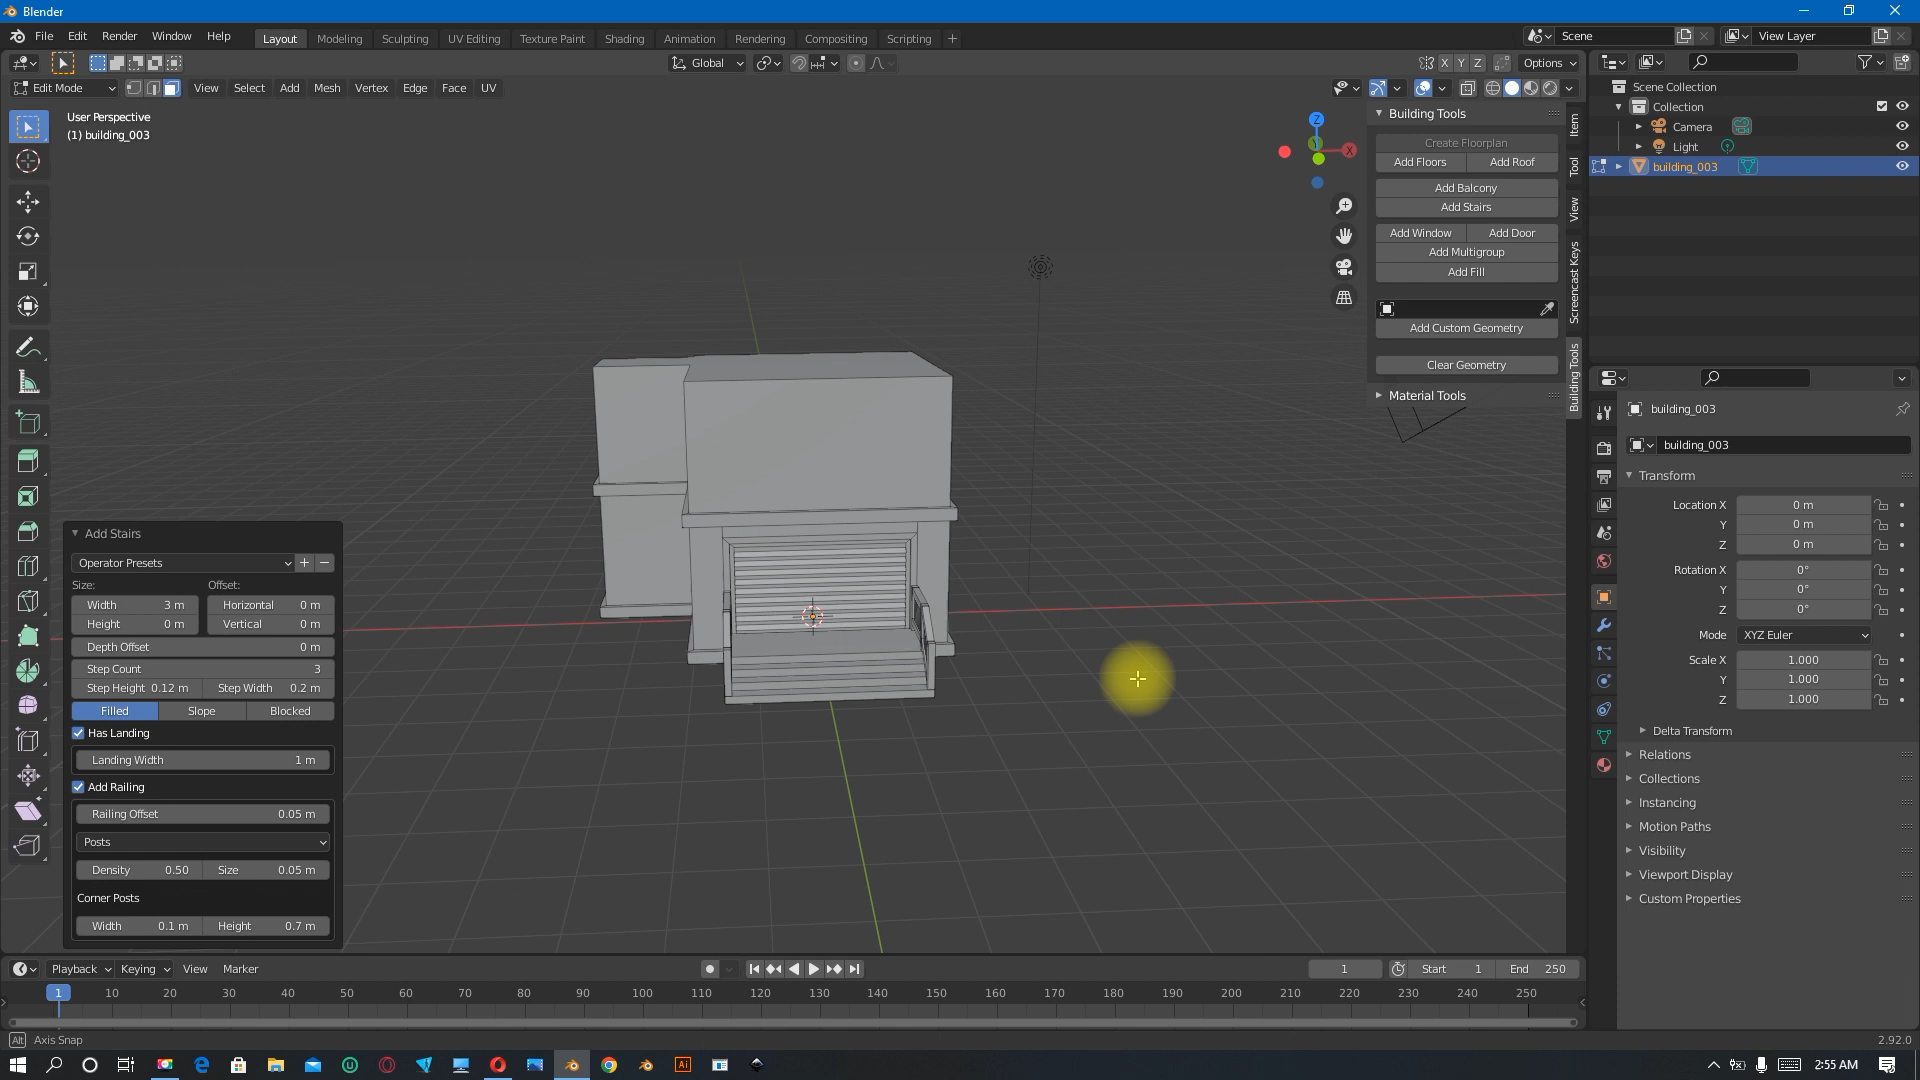 Blender
File Edit Render Window Help
Layout Modeling Sculpting UV Editing Texture Paint Shading Animation Rendering Compositing Scripting +
Scene
View Layer
Global
X Y Z
Options
Edit Mode
View Select Add Mesh Vertex Edge Face UV
User Perspective
(1) building_003
Z
X
Building Tools
Create Floorplan
Add Floors Add Roof
Add Balcony
Add Stairs
Add Window Add Door
Add Multigroup
Add Fill
Add Custom Geometry
Clear Geometry
Material Tools
Item
Tool
View
Screencast Keys
Building Tools
Scene Collection
Collection
Camera
Light
building_003
building_003
building_003
Transform
Location X 0 m
Y 0 m
Z 0 m
Rotation X 0°
Y 0°
Z 0°
Mode XYZ Euler
Scale X 1.000
Y 1.000
Z 1.000
Delta Transform
Relations
Collections
Instancing
Motion Paths
Visibility
Viewport Display
Custom Properties
Add Stairs
Operator Presets + −
Size: Offset:
Width 3 m Horizontal 0 m
Height 0 m Vertical 0 m
Depth Offset 0 m
Step Count 3
Step Height 0.12 m Step Width 0.2 m
Filled Slope Blocked
Has Landing
Landing Width 1 m
Add Railing
Railing Offset 0.05 m
Posts
Density 0.50 Size 0.05 m
Corner Posts
Width 0.1 m Height 0.7 m
Playback Keying View Marker
1
Start 1 End 250
1 10 20 30 40 50 60 70 80 90 100 110 120 130 140 150 160 170 180 190 200 210 220 230 240 250
Alt Axis Snap
2.92.0
Ai
2:55 AM